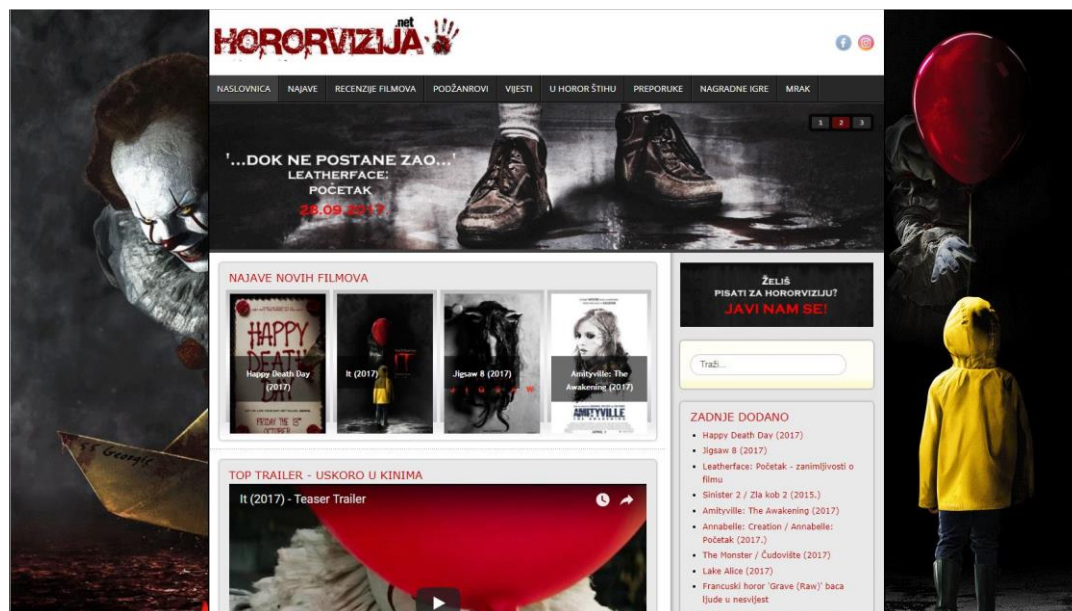 .net
HORORVIZIJA
NASLOVNICA NAJAVE RECENZIJE FILMOVA PODŽANROVI VIJESTI U HOROR ŠTIHU PREPORUKE NAGRADNE IGRE MRAK
1 2 3
'...DOK NE POSTANE ZAO...'
LEATHERFACE:
POČETAK
28.09.2017
NAJAVE NOVIH FILMOVA
HAPPY
DEATH
DAY
Happy Death Day
(2017)
FRIDAY THE 13th
OCTOBER
It (2017)
Jigsaw 8 (2017)
JIGSAW
Amityville: The
Awakening (2017)
AMITYVILLE
THE AWAKENING
TOP TRAILER - USKORO U KINIMA
It (2017) - Teaser Trailer
ŽELIŠ
PISATI ZA HORORVIZIJU?
JAVI NAM SE!
Traži...
ZADNJE DODANO
Happy Death Day (2017)
Jigsaw 8 (2017)
Leatherface: Početak - zanimljivosti o
filmu
Sinister 2 / Zla kob 2 (2015.)
Amityville: The Awakening (2017)
Annabelle: Creation / Annabelle:
Početak (2017.)
The Monster / Čudovište (2017)
Lake Alice (2017)
Francuski horor 'Grave (Raw)' baca
ljude u nesvijest
SS Georgie